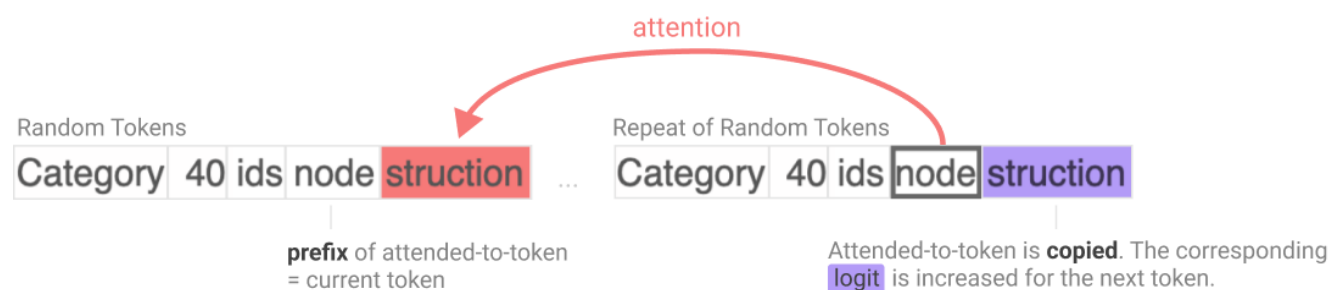 attention
Random Tokens
Repeat of Random Tokens
Category 40 ids node struction ... Category 40 ids node struction
prefix of attended-to-token
= current token
Attended-to-token is copied. The corresponding
logit is increased for the next token.